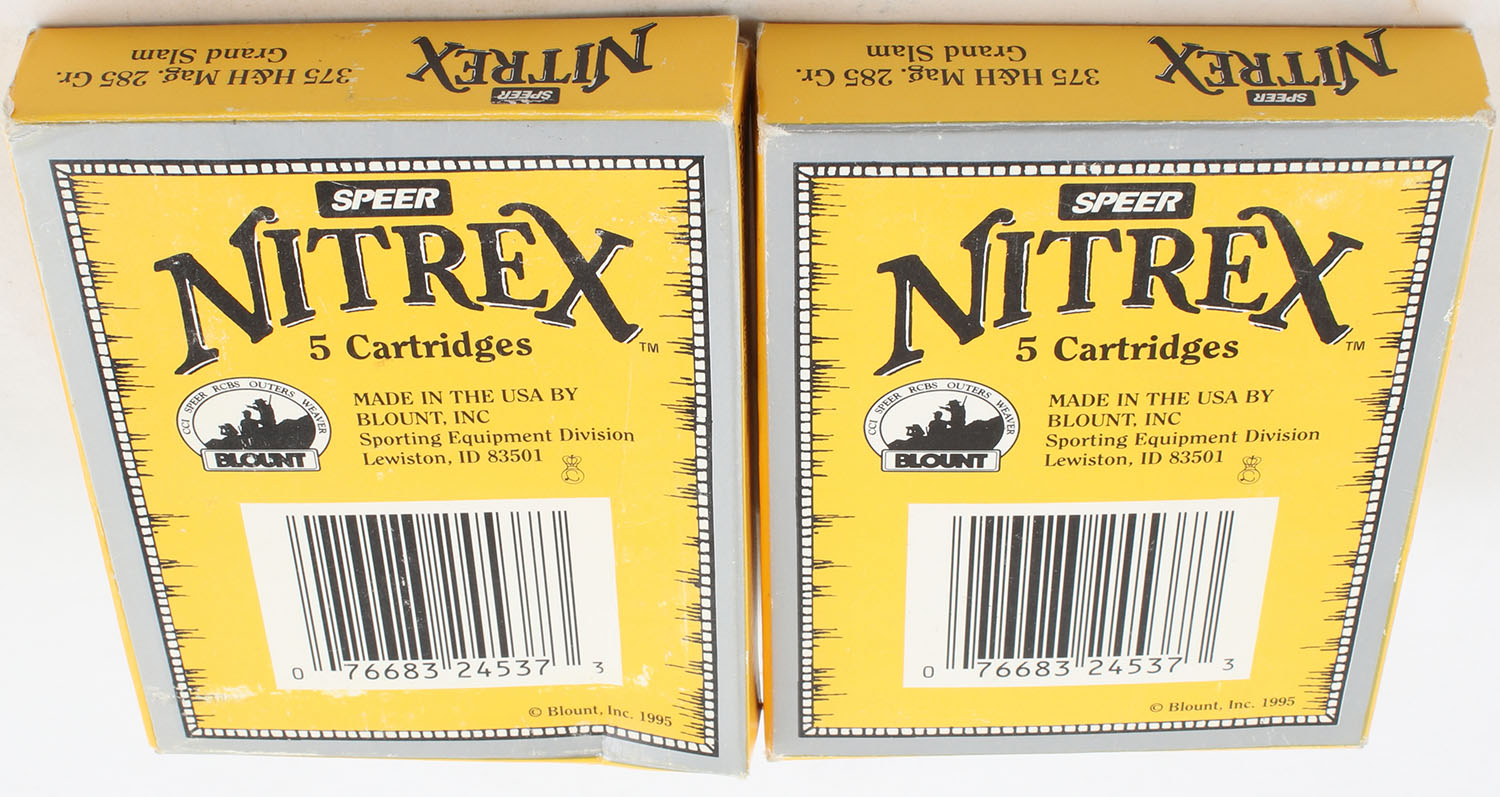 375 H&H Mag. 285 Gr.
Grand Slam
SPEER
NITREX
SPEER
NITREX
TM
5 Cartridges
CCI SPEER RCBS OUTERS WEAVER
BLOUNT
MADE IN THE USA BY
BLOUNT, INC
Sporting Equipment Division
Lewiston, ID 83501
0 76683 24537 3
© Blount, Inc. 1995
375 H&H Mag. 285 Gr.
Grand Slam
SPEER
NITREX
SPEER
NITREX
TM
5 Cartridges
CCI SPEER RCBS OUTERS WEAVER
BLOUNT
MADE IN THE USA BY
BLOUNT, INC
Sporting Equipment Division
Lewiston, ID 83501
0 76683 24537 3
© Blount, Inc. 1995